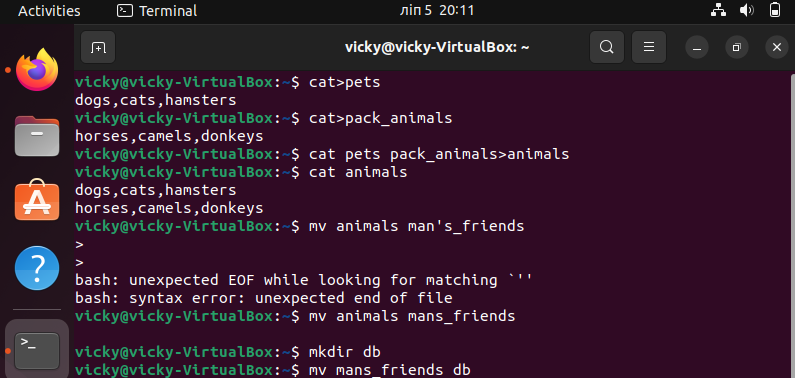 Activities Terminal ліп 5 20:11
vicky@vicky-VirtualBox: ~
vicky@vicky-VirtualBox:~$ cat>pets
dogs,cats,hamsters
vicky@vicky-VirtualBox:~$ cat>pack_animals
horses,camels,donkeys
vicky@vicky-VirtualBox:~$ cat pets pack_animals>animals
vicky@vicky-VirtualBox:~$ cat animals
dogs,cats,hamsters
horses,camels,donkeys
vicky@vicky-VirtualBox:~$ mv animals man's_friends
>
>
bash: unexpected EOF while looking for matching `''
bash: syntax error: unexpected end of file
vicky@vicky-VirtualBox:~$ mv animals mans_friends
vicky@vicky-VirtualBox:~$ mkdir db
vicky@vicky-VirtualBox:~$ mv mans_friends db